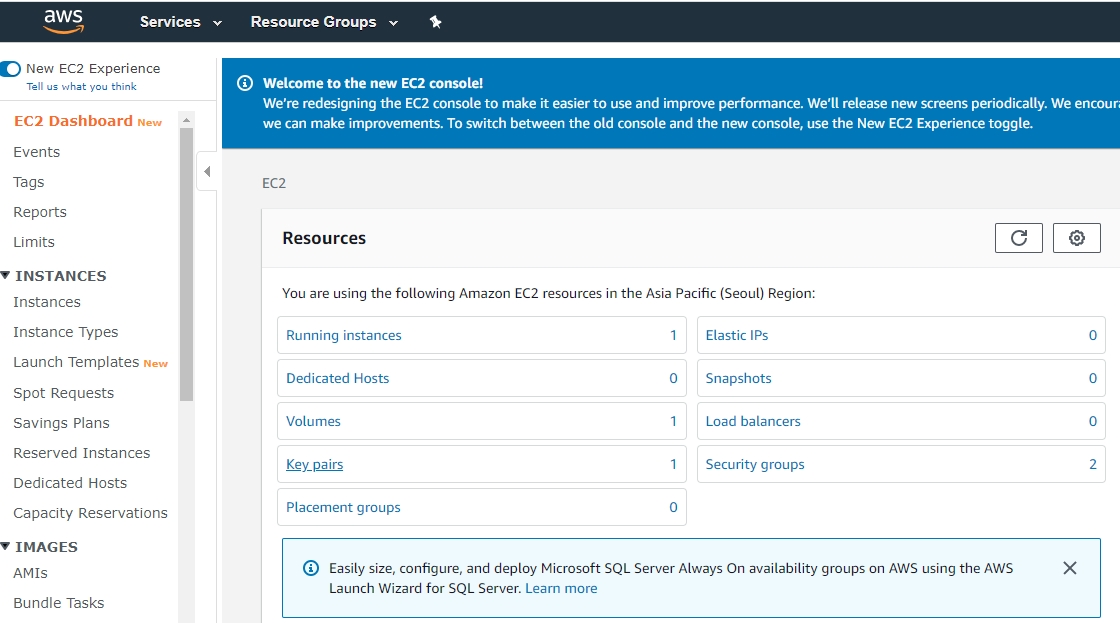 aws
Services
Resource Groups
New EC2 Experience
Tell us what you think
EC2 Dashboard New
Events
Tags
Reports
Limits
INSTANCES
Instances
Instance Types
Launch Templates New
Spot Requests
Savings Plans
Reserved Instances
Dedicated Hosts
Capacity Reservations
IMAGES
AMIs
Bundle Tasks
Welcome to the new EC2 console!
We're redesigning the EC2 console to make it easier to use and improve performance. We'll release new screens periodically. We encoura
we can make improvements. To switch between the old console and the new console, use the New EC2 Experience toggle.
EC2
Resources
You are using the following Amazon EC2 resources in the Asia Pacific (Seoul) Region:
Running instances 1
Elastic IPs 0
Dedicated Hosts 0
Snapshots 0
Volumes 1
Load balancers 0
Key pairs 1
Security groups 2
Placement groups 0
Easily size, configure, and deploy Microsoft SQL Server Always On availability groups on AWS using the AWS
Launch Wizard for SQL Server. Learn more